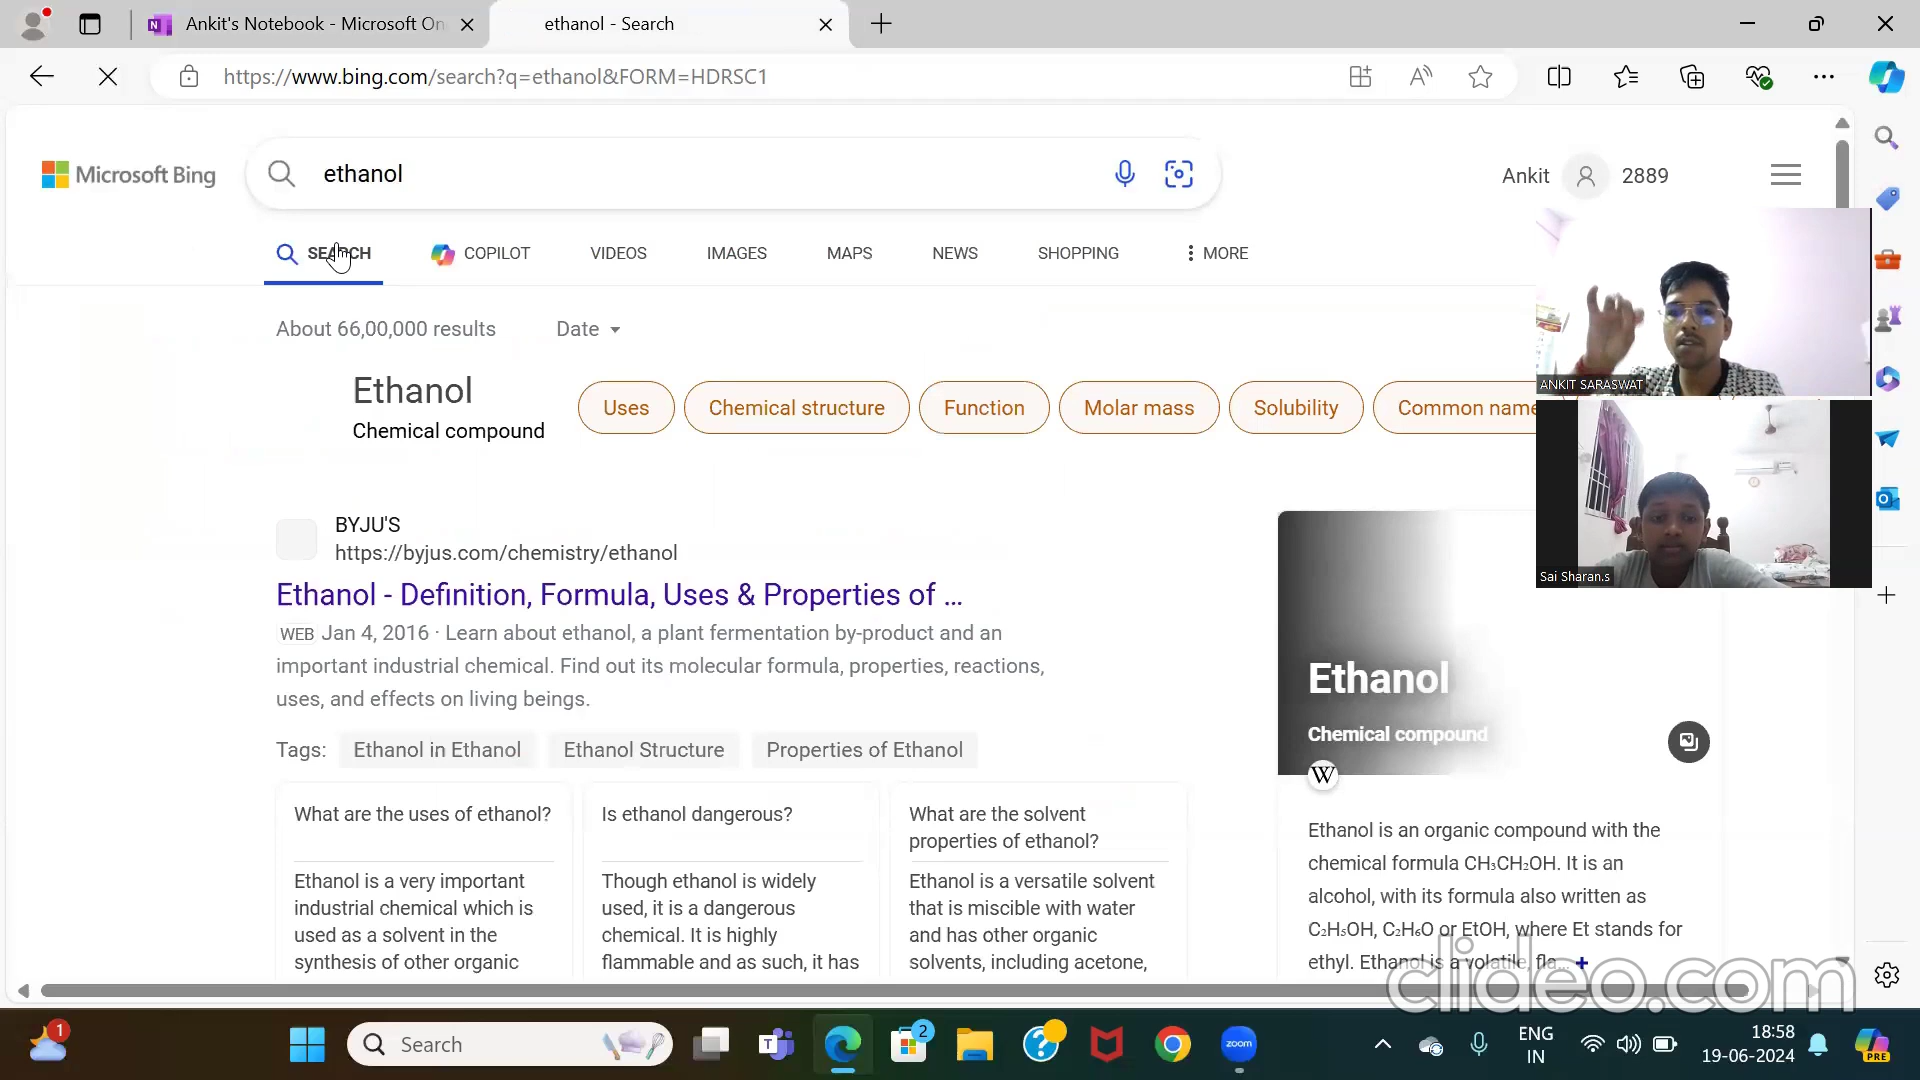 Ankit's Notebook - Microsoft On
ethanol - Search
https://www.bing.com/search?q=ethanol&FORM=HDRSC1
Microsoft Bing
ethanol
Ankit
2889
SEARCH
COPILOT
VIDEOS
IMAGES
MAPS
NEWS
SHOPPING
MORE
About 66,00,000 results
Date
Ethanol
Chemical compound
Uses
Chemical structure
Function
Molar mass
Solubility
Common name
ANKIT SARASWAT
Sai Sharan.s
BYJU'S
https://byjus.com/chemistry/ethanol
Ethanol - Definition, Formula, Uses & Properties of ...
WEB Jan 4, 2016 · Learn about ethanol, a plant fermentation by-product and an
important industrial chemical. Find out its molecular formula, properties, reactions,
uses, and effects on living beings.
Tags: Ethanol in Ethanol Ethanol Structure Properties of Ethanol
What are the uses of ethanol?
Ethanol is a very important
industrial chemical which is
used as a solvent in the
synthesis of other organic
Is ethanol dangerous?
Though ethanol is widely
used, it is a dangerous
chemical. It is highly
flammable and as such, it has
What are the solvent
properties of ethanol?
Ethanol is a versatile solvent
that is miscible with water
and has other organic
solvents, including acetone,
Ethanol
Chemical compound
W
Ethanol is an organic compound with the
chemical formula CH₃CH₂OH. It is an
alcohol, with its formula also written as
C₂H₅OH, C₂H₆O or EtOH, where Et stands for
ethyl. Ethanol is a volatile, fla... +
clideo.com
1
Search
2
zoom
ENG
IN
18:58
19-06-2024
PRE